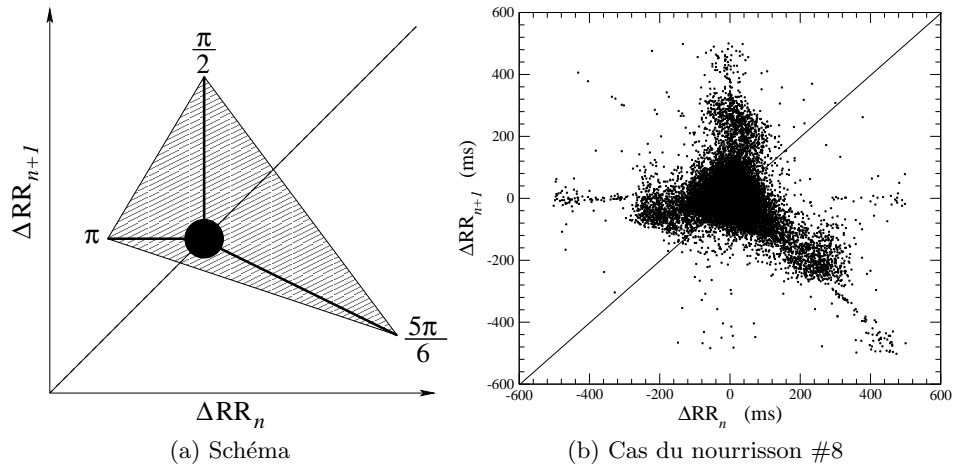 π/2
π
5π/6
ΔRR_{n+1}
ΔRR_n
(a) Schéma
600
400
200
0
-200
-400
-600
ΔRR_{n+1} (ms)
-600 -400 -200 0 200 400 600
ΔRR_n (ms)
(b) Cas du nourrisson #8